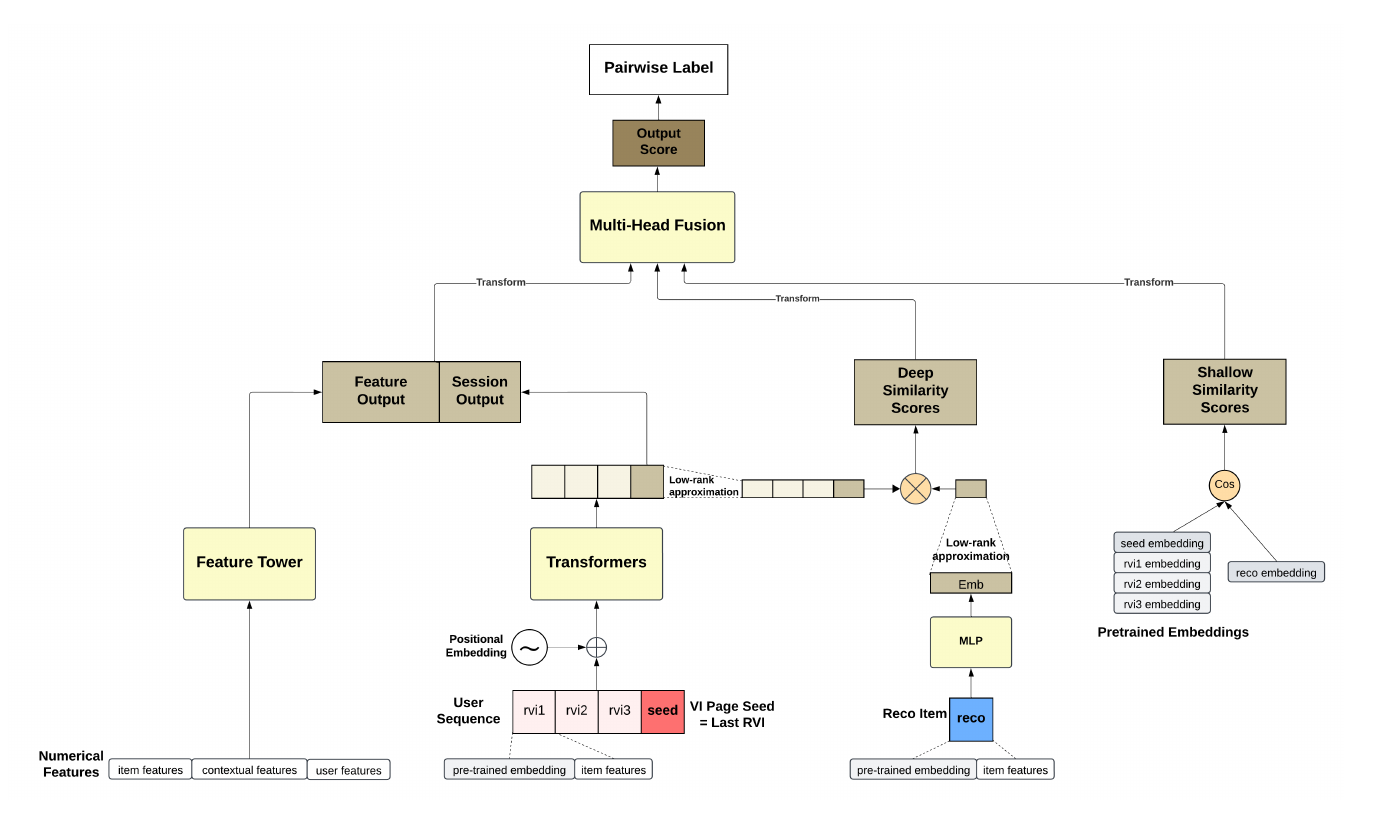 Pairwise Label
Output
Score
Multi-Head Fusion
Transform
Transform
Transform
Feature
Output
Session
Output
Deep
Similarity
Scores
Shallow
Similarity
Scores
Low-rank
approximation
Cos
Feature Tower
Transformers
Low-rank
approximation
seed embedding
rvi1 embedding
rvi2 embedding
rvi3 embedding
reco embedding
Pretrained Embeddings
Emb
MLP
Positional
Embedding
~
User
Sequence
rvi1
rvi2
rvi3
seed
VI Page Seed
= Last RVI
Reco Item
reco
Numerical
Features
item features
contextual features
user features
pre-trained embedding
item features
pre-trained embedding
item features